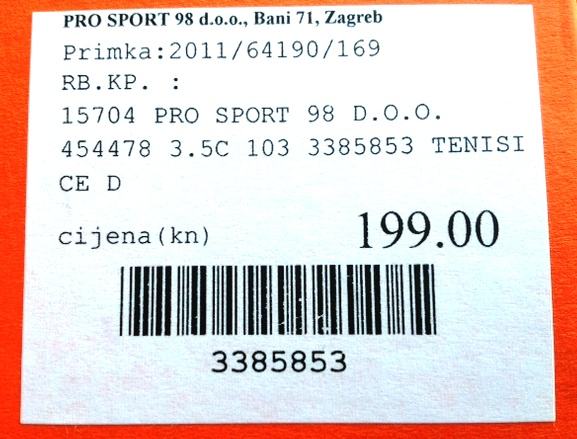 PRO SPORT 98 d.o.o., Bani 71, Zagreb
Primka:2011/64190/169
RB.KP. :
15704 PRO SPORT 98 D.O.O.
454478 3.5C 103 3385853 TENISI
CE D
cijena(kn) 199.00
3385853